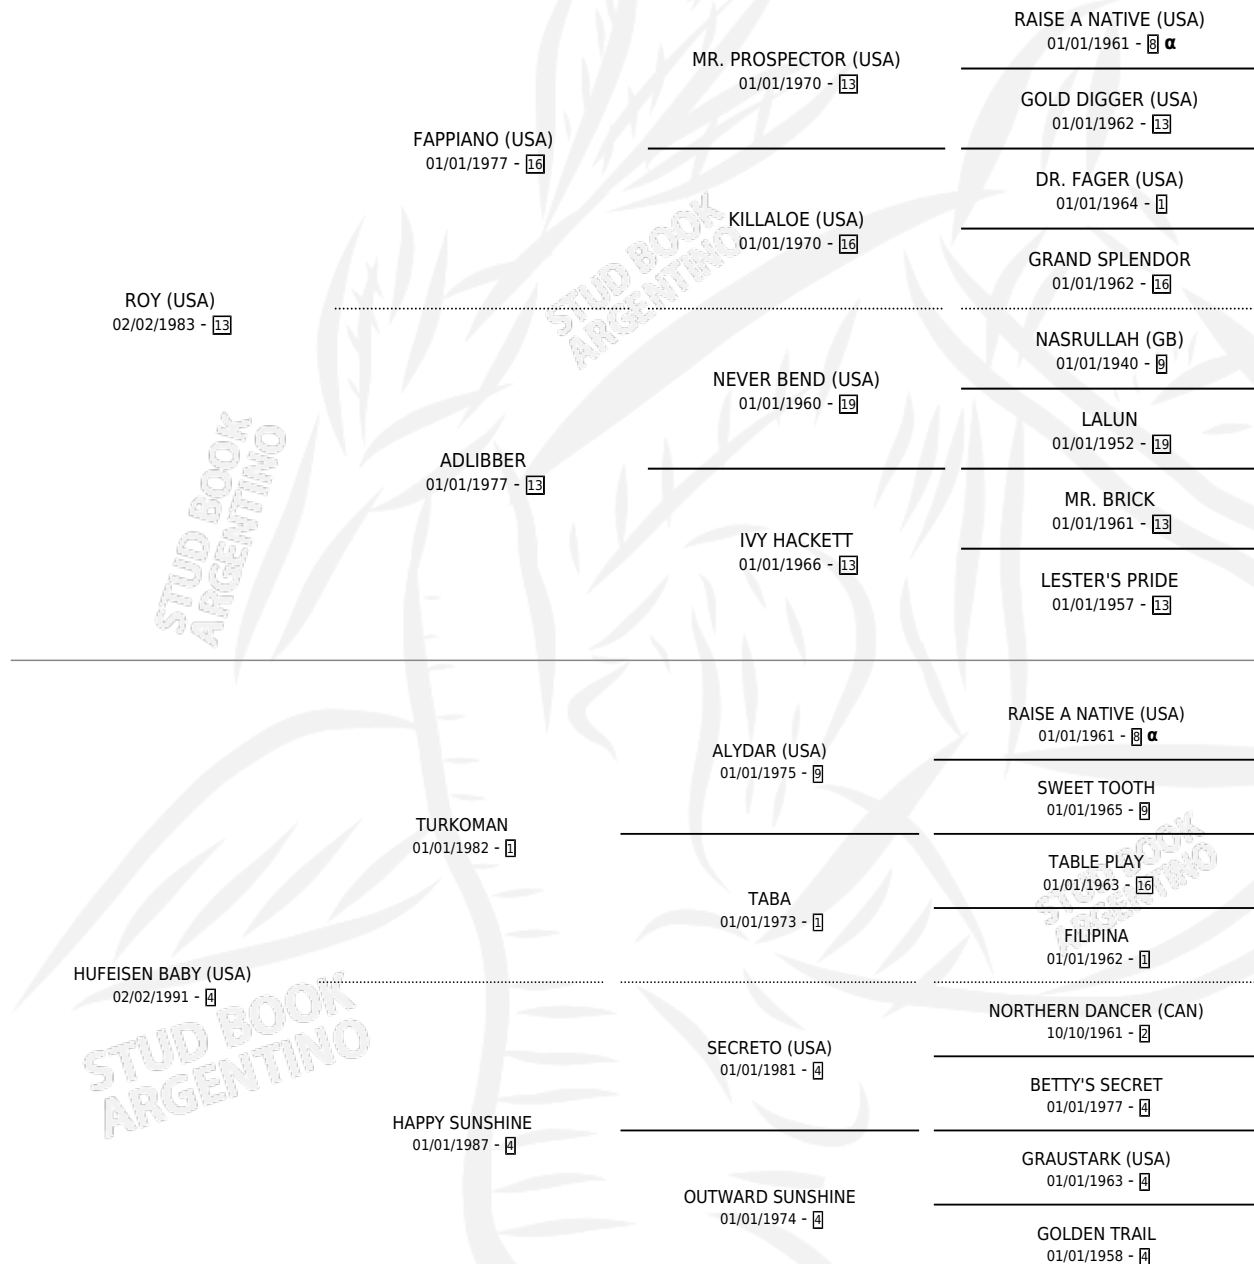 RAISE A NATIVE (USA)
01/01/1961 - 8 α
MR. PROSPECTOR (USA)
01/01/1970 - 13
GOLD DIGGER (USA)
01/01/1962 - 13
FAPPIANO (USA)
01/01/1977 - 16
DR. FAGER (USA)
01/01/1964 - 1
KILLALOE (USA)
01/01/1970 - 16
GRAND SPLENDOR
01/01/1962 - 16
STUD BOOK
ARGENTINO
ROY (USA)
02/02/1983 - 13
NASRULLAH (GB)
01/01/1940 - 9
NEVER BEND (USA)
01/01/1960 - 19
LALUN
01/01/1952 - 19
ADLIBBER
01/01/1977 - 13
MR. BRICK
01/01/1961 - 13
IVY HACKETT
01/01/1966 - 13
LESTER'S PRIDE
01/01/1957 - 13
STUD BOOK
ARGENTINO
RAISE A NATIVE (USA)
01/01/1961 - 8 α
ALYDAR (USA)
01/01/1975 - 9
SWEET TOOTH
01/01/1965 - 9
TURKOMAN
01/01/1982 - 1
TABLE PLAY
01/01/1963 - 16
TABA
01/01/1973 - 1
FILIPINA
01/01/1962 - 1
STUD BOOK
ARGENTINO
HUFEISEN BABY (USA)
02/02/1991 - 4
NORTHERN DANCER (CAN)
10/10/1961 - 2
SECRETO (USA)
01/01/1981 - 4
BETTY'S SECRET
01/01/1977 - 4
STUD BOOK
ARGENTINO
HAPPY SUNSHINE
01/01/1987 - 4
GRAUSTARK (USA)
01/01/1963 - 4
OUTWARD SUNSHINE
01/01/1974 - 4
GOLDEN TRAIL
01/01/1958 - 4